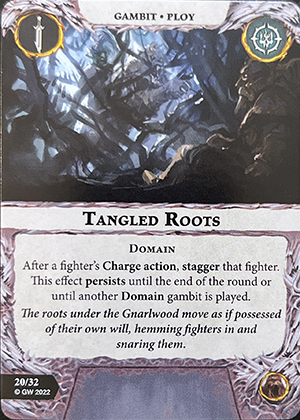 GAMBIT • PLOY
TANGLED ROOTS
DOMAIN
After a fighter's Charge action, stagger that fighter.
This effect persists until the end of the round or
until another Domain gambit is played.
The roots under the Gnarlwood move as if possessed
of their own will, hemming fighters in and
snaring them.
20/32
© GW 2022